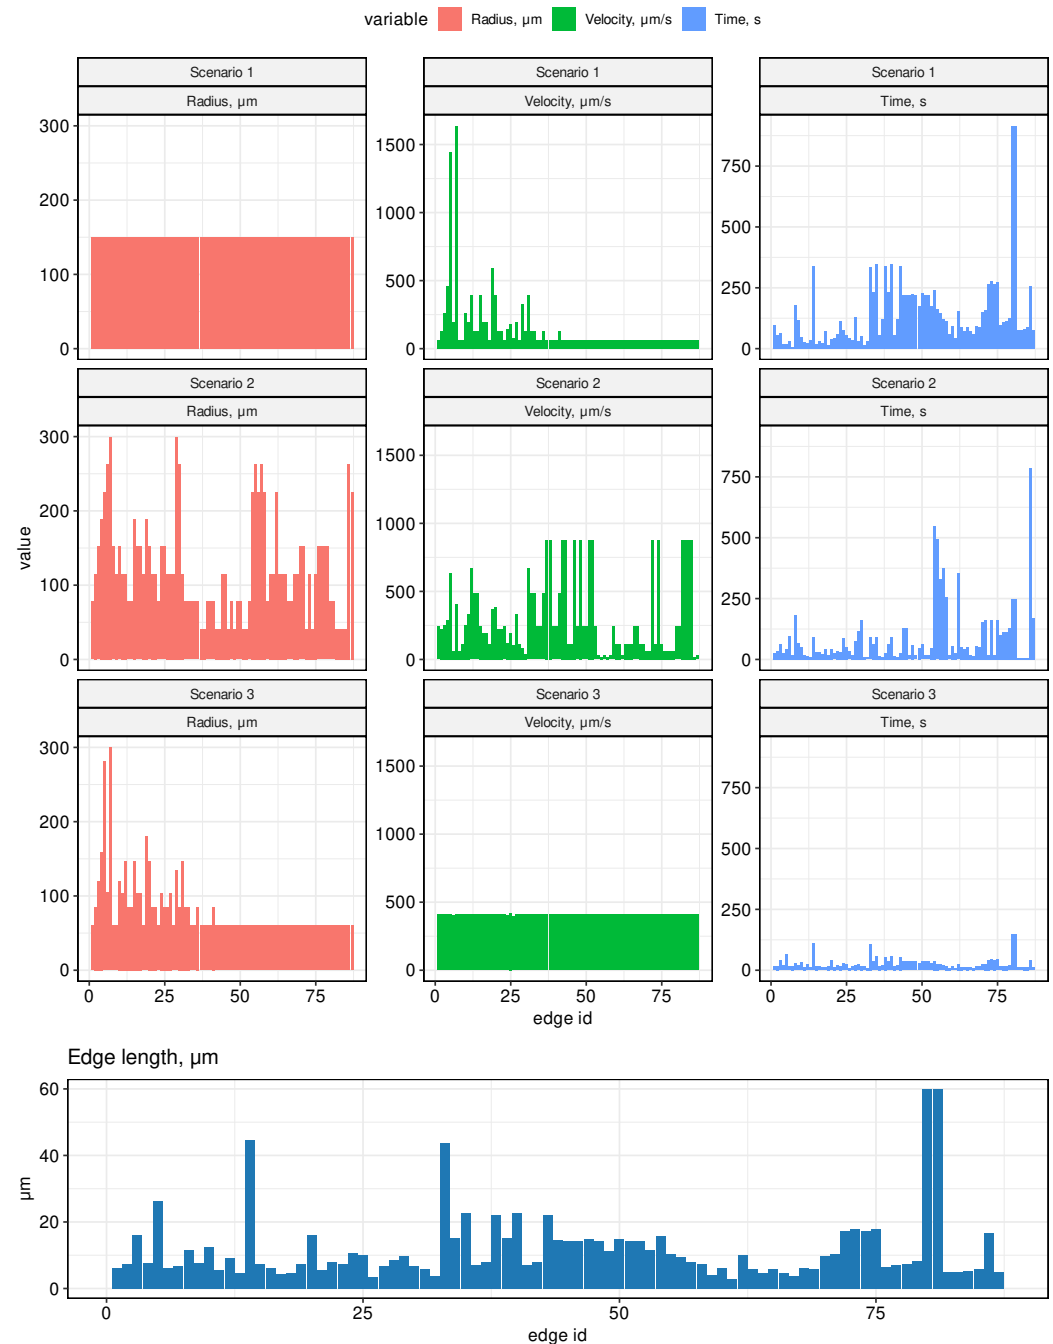 variable Radius, µm Velocity, µm/s Time, s
Scenario 1 Scenario 1 Scenario 1
Radius, µm Velocity, µm/s Time, s
300
200
100
0
1500
1000
500
0
750
500
250
0
Scenario 2 Scenario 2 Scenario 2
Radius, µm Velocity, µm/s Time, s
value
300
200
100
0
1500
1000
500
0
750
500
250
0
Scenario 3 Scenario 3 Scenario 3
Radius, µm Velocity, µm/s Time, s
300
200
100
0
1500
1000
500
0
750
500
250
0
0 25 50 75 0 25 50 75 0 25 50 75
edge id
Edge length, µm
µm
60
40
20
0
0 25 50 75
edge id